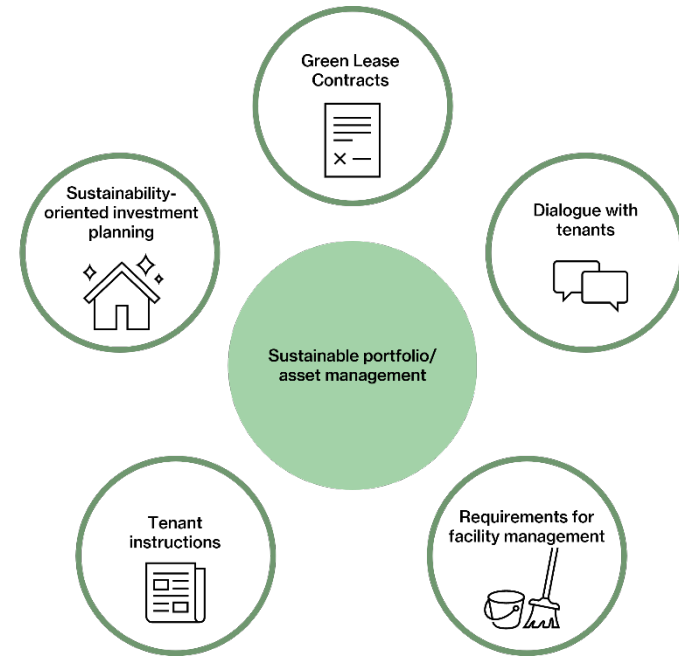 Green Lease
Contracts
Sustainability-
oriented investment
planning
Dialogue with
tenants
Sustainable portfolio/
asset management
Tenant
instructions
Requirements for
facility management